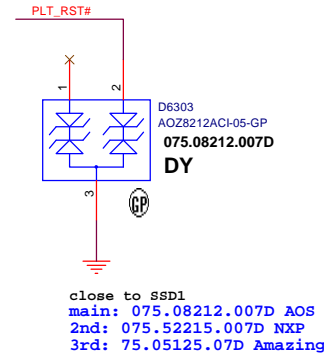 PLT_RST#
1
2
D6303
AOZ8212ACI-05-GP
075.08212.007D
DY
3
GP
close to SSD1
main: 075.08212.007D AOS
2nd: 075.52215.007D NXP
3rd: 75.05125.07D Amazing